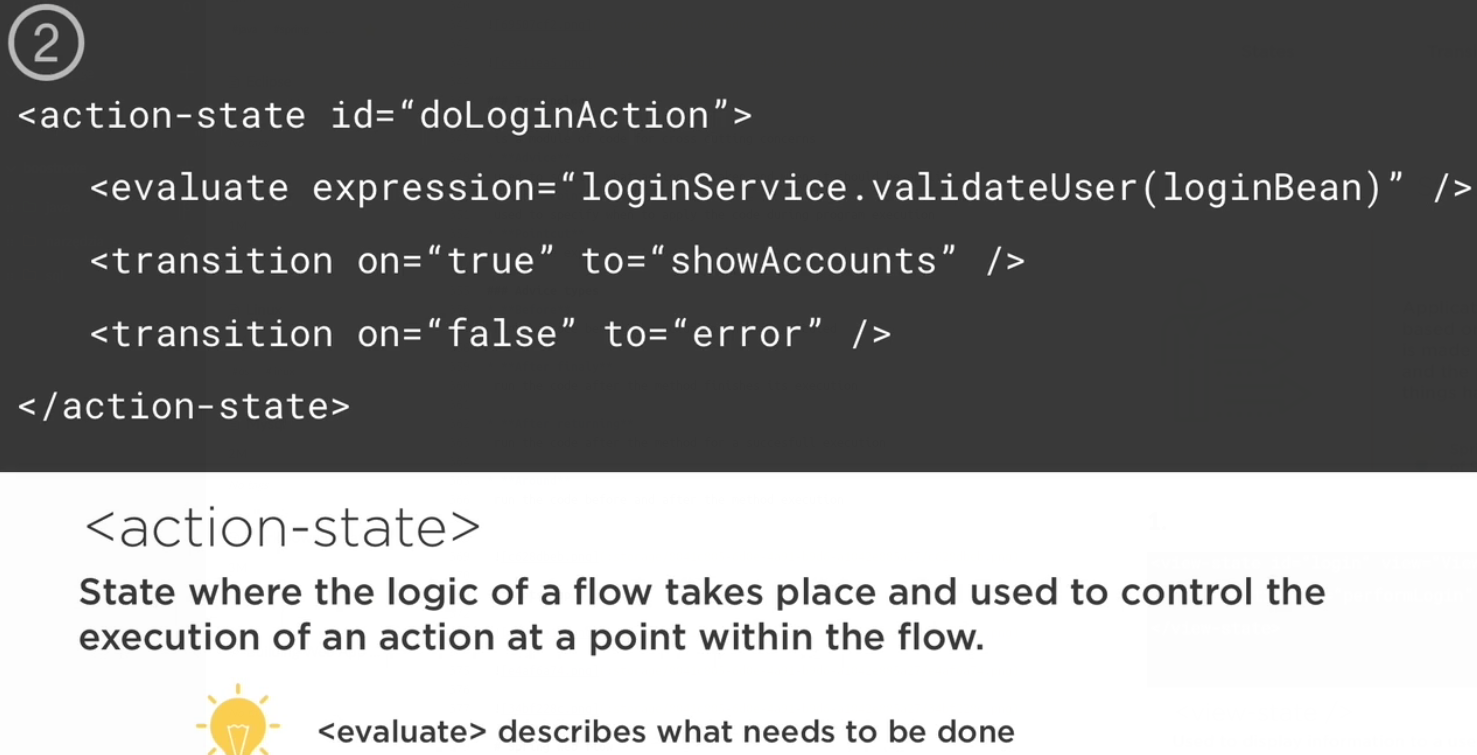 2
<action-state id=“doLoginAction”>
<evaluate expression=“loginService.validateUser(loginBean)” />
<transition on=“true” to=“showAccounts” />
<transition on=“false” to=“error” />
</action-state>
<action-state>
State where the logic of a flow takes place and used to control the
execution of an action at a point within the flow.
<evaluate> describes what needs to be done